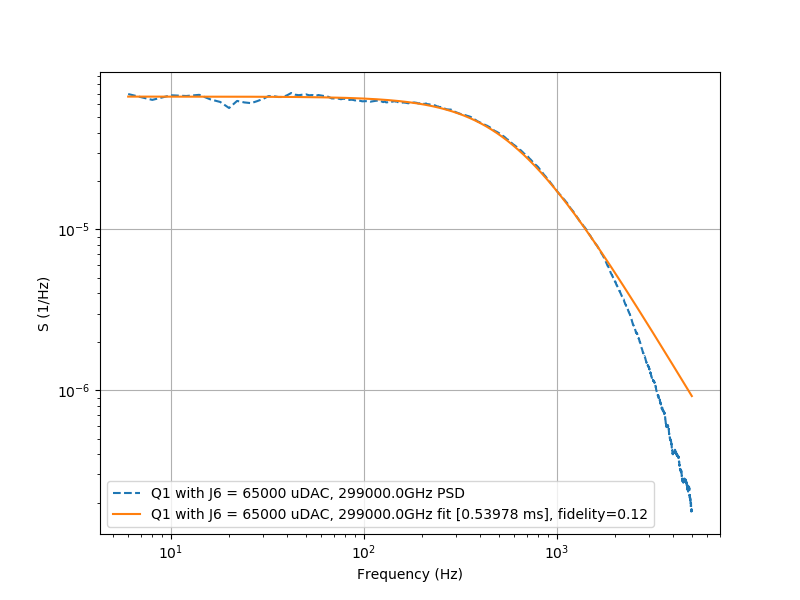 10⁻⁵
10⁻⁶
S (1/Hz)
Q1 with J6 = 65000 uDAC, 299000.0GHz PSD
Q1 with J6 = 65000 uDAC, 299000.0GHz fit [0.53978 ms], fidelity=0.12
10¹ 10² 10³
Frequency (Hz)